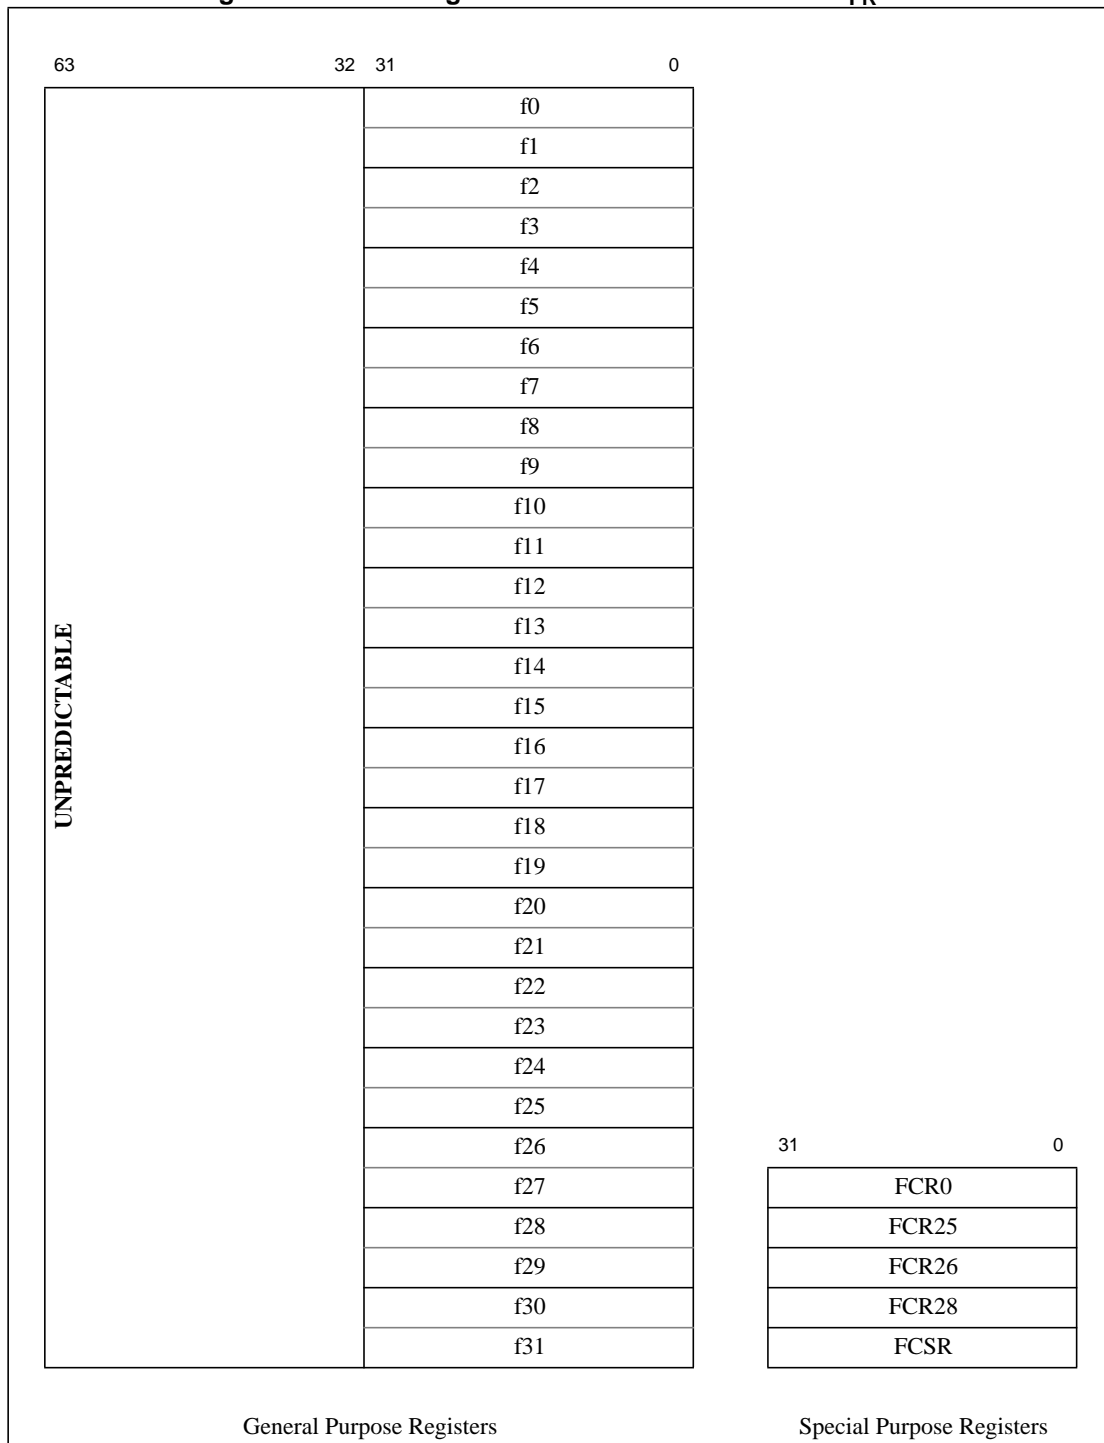 63 32 31 0
f0
f1
f2
f3
f4
f5
f6
f7
f8
f9
f10
f11
f12
f13
f14
f15
f16
f17
f18
f19
f20
f21
f22
f23
f24
f25
f26
f27
f28
f29
f30
f31
UNPREDICTABLE
31 0
FCR0
FCR25
FCR26
FCR28
FCSR
General Purpose Registers
Special Purpose Registers